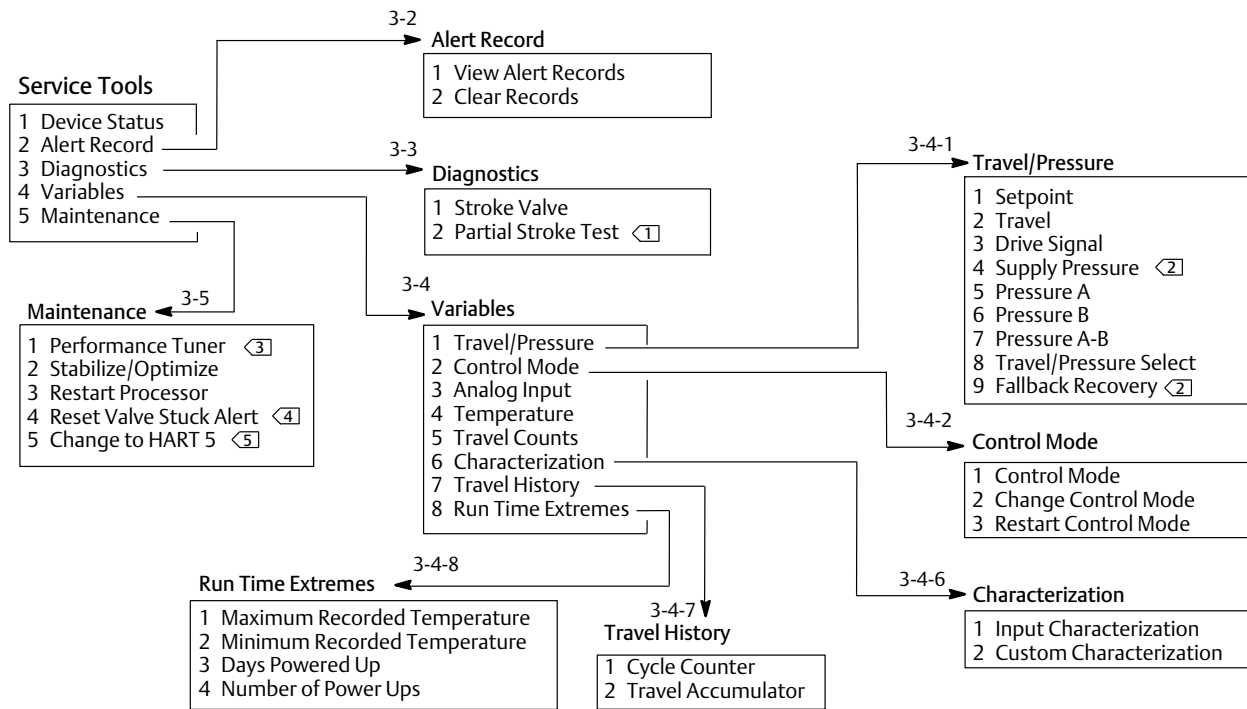 Service Tools
1 Device Status
2 Alert Record
3 Diagnostics
4 Variables
5 Maintenance
3-2
Alert Record
1 View Alert Records
2 Clear Records
3-3
Diagnostics
1 Stroke Valve
2 Partial Stroke Test 1
3-5
Maintenance
1 Performance Tuner 3
2 Stabilize/Optimize
3 Restart Processor
4 Reset Valve Stuck Alert 4
5 Change to HART 5 5
3-4
Variables
1 Travel/Pressure
2 Control Mode
3 Analog Input
4 Temperature
5 Travel Counts
6 Characterization
7 Travel History
8 Run Time Extremes
3-4-1
Travel/Pressure
1 Setpoint
2 Travel
3 Drive Signal
4 Supply Pressure 2
5 Pressure A
6 Pressure B
7 Pressure A-B
8 Travel/Pressure Select
9 Fallback Recovery 2
3-4-2
Control Mode
1 Control Mode
2 Change Control Mode
3 Restart Control Mode
3-4-8
Run Time Extremes
1 Maximum Recorded Temperature
2 Minimum Recorded Temperature
3 Days Powered Up
4 Number of Power Ups
3-4-7
Travel History
1 Cycle Counter
2 Travel Accumulator
3-4-6
Characterization
1 Input Characterization
2 Custom Characterization